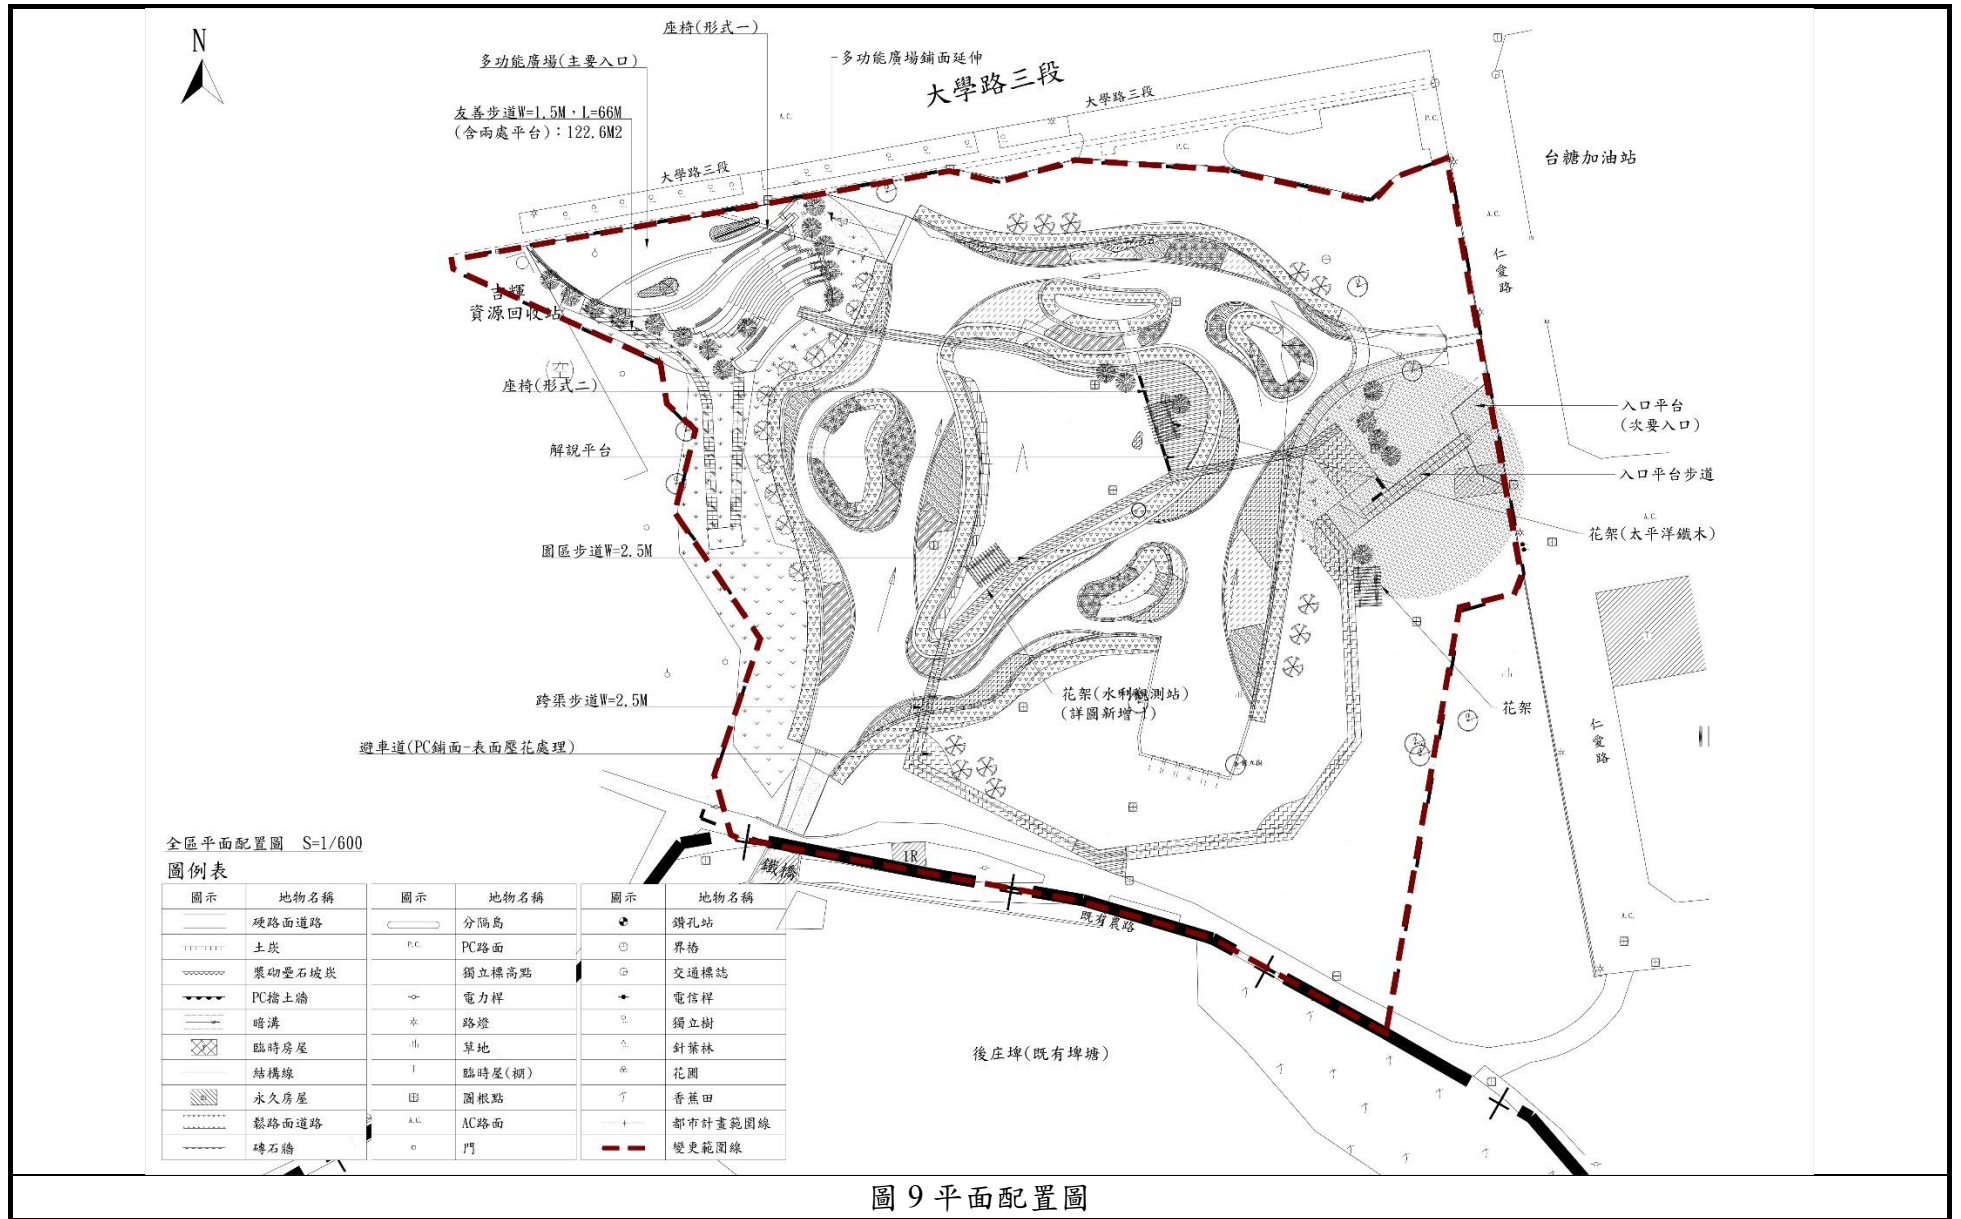 N
座椅(形式一)
多功能廣場(主要入口)
多功能廣場鋪面延伸
大學路三段
大學路三段
友善步道W=1.5M，L=66M
(含兩處平台)：122.6M2
A.C.
P.C.
P.C.
台糖加油站
大學路三段
A.C.
仁愛路
吉輝
資源回收站
空
座椅(形式二)
入口平台
(次要入口)
解說平台
入口平台步道
A.C.
花架(太平洋鐵木)
園區步道W=2.5M
花架(水利觀測站)
(詳圖新增-1)
跨渠步道W=2.5M
花架
仁愛路
避車道(PC鋪面-表面壓花處理)
全區平面配置圖 S=1/600
鐵橋
1R
既有農路
A.C.
後庄埤(既有埤塘)
圖例表
圖示 地物名稱 圖示 地物名稱 圖示 地物名稱
硬路面道路 分隔島 鑽孔站
土崁 P.C. PC路面 界樁
漿砌壘石坡崁 獨立標高點 交通標誌
PC擋土牆 電力桿 電信桿
暗溝 路燈 獨立樹
臨時房屋 草地 針葉林
結構線 T 臨時屋(棚) 花圃
永久房屋 圖根點 香蕉田
鬆路面道路 A.C. AC路面 都市計畫範圍線
磚石牆 門 變更範圍線
圖 9 平面配置圖